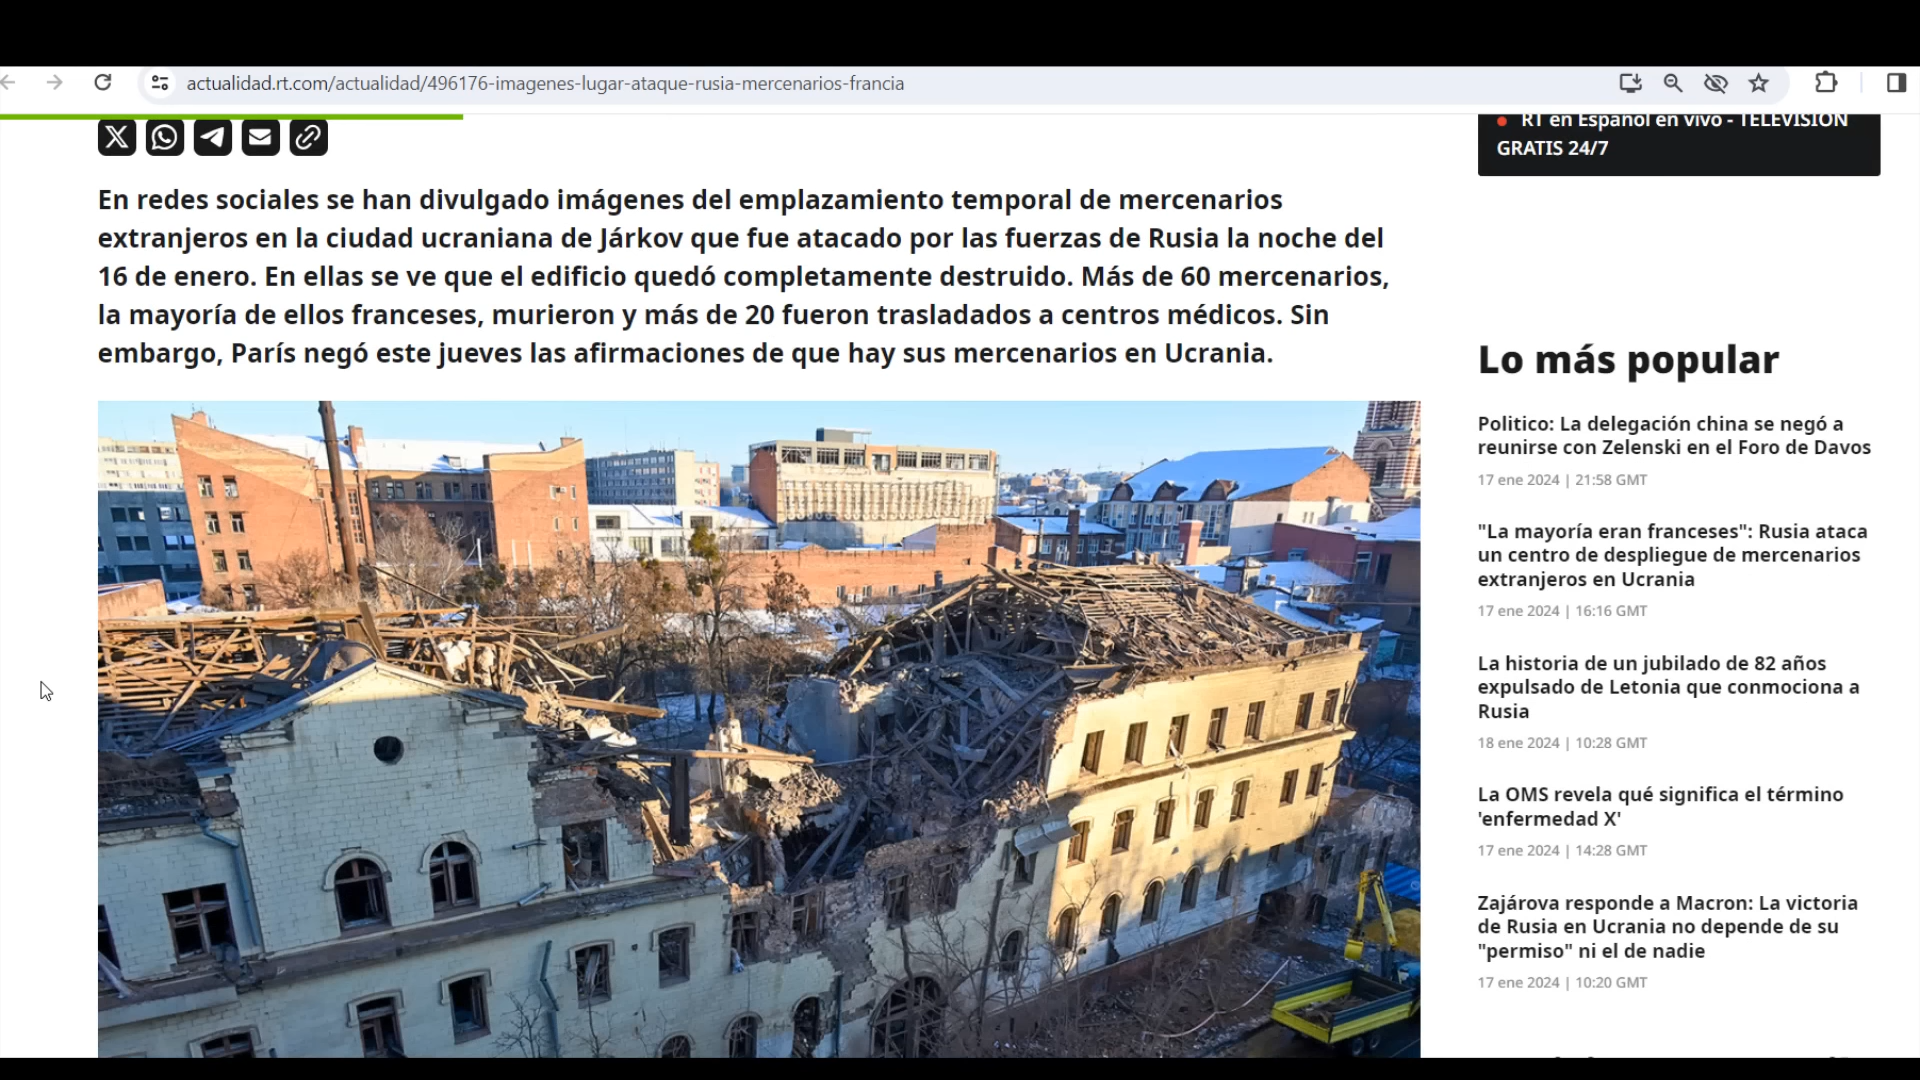 actualidad.rt.com/actualidad/496176-imagenes-lugar-ataque-rusia-mercenarios-francia
RT en Español en vivo - TELEVISIÓN
GRATIS 24/7
En redes sociales se han divulgado imágenes del emplazamiento temporal de mercenarios
extranjeros en la ciudad ucraniana de Járkov que fue atacado por las fuerzas de Rusia la noche del
16 de enero. En ellas se ve que el edificio quedó completamente destruido. Más de 60 mercenarios,
la mayoría de ellos franceses, murieron y más de 20 fueron trasladados a centros médicos. Sin
embargo, París negó este jueves las afirmaciones de que hay sus mercenarios en Ucrania.
Lo más popular
Politico: La delegación china se negó a
reunirse con Zelenski en el Foro de Davos
17 ene 2024 | 21:58 GMT
"La mayoría eran franceses": Rusia ataca
un centro de despliegue de mercenarios
extranjeros en Ucrania
17 ene 2024 | 16:16 GMT
La historia de un jubilado de 82 años
expulsado de Letonia que conmociona a
Rusia
18 ene 2024 | 10:28 GMT
La OMS revela qué significa el término
'enfermedad X'
17 ene 2024 | 14:28 GMT
Zajárova responde a Macron: La victoria
de Rusia en Ucrania no depende de su
"permiso" ni el de nadie
17 ene 2024 | 10:20 GMT